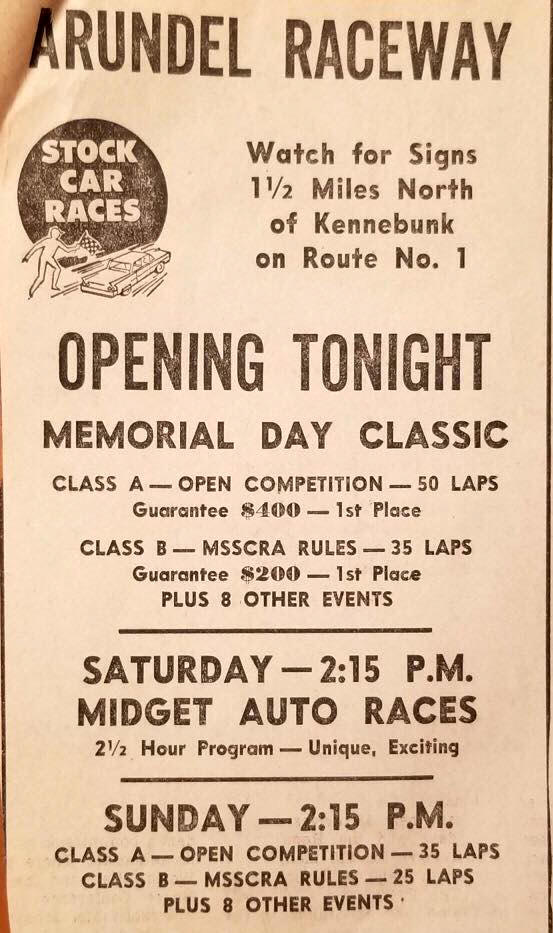 ARUNDEL RACEWAY
STOCK
CAR
RACES
Watch for Signs
1½ Miles North
of Kennebunk
on Route No. 1
OPENING TONIGHT
MEMORIAL DAY CLASSIC
CLASS A — OPEN COMPETITION — 50 LAPS
Guarantee $400 — 1st Place
CLASS B — MSSCRA RULES — 35 LAPS
Guarantee $200 — 1st Place
PLUS 8 OTHER EVENTS
SATURDAY — 2:15 P.M.
MIDGET AUTO RACES
2½ Hour Program — Unique, Exciting
SUNDAY — 2:15 P.M.
CLASS A — OPEN COMPETITION — 35 LAPS
CLASS B — MSSCRA RULES — 25 LAPS
PLUS 8 OTHER EVENTS